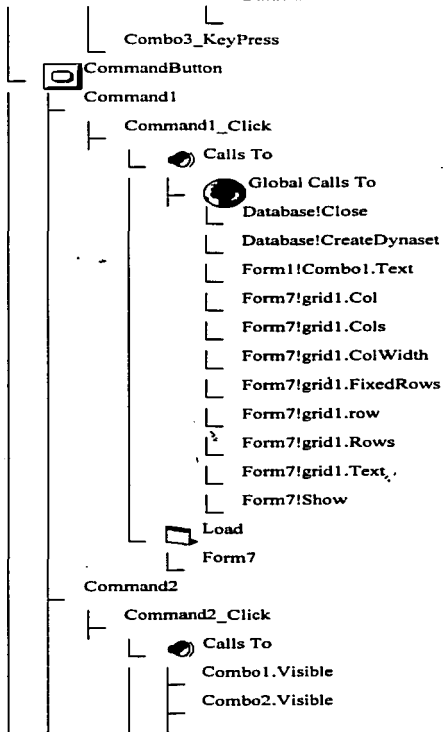 Combo3_KeyPress
CommandButton
Command1
Command1_Click
Calls To
Global Calls To
Database!Close
Database!CreateDynaset
Form1!Combo1.Text
Form7!grid1.Col
Form7!grid1.Cols
Form7!grid1.ColWidth
Form7!grid1.FixedRows
Form7!grid1.row
Form7!grid1.Rows
Form7!grid1.Text
Form7!Show
Load
Form7
Command2
Command2_Click
Calls To
Combo1.Visible
Combo2.Visible